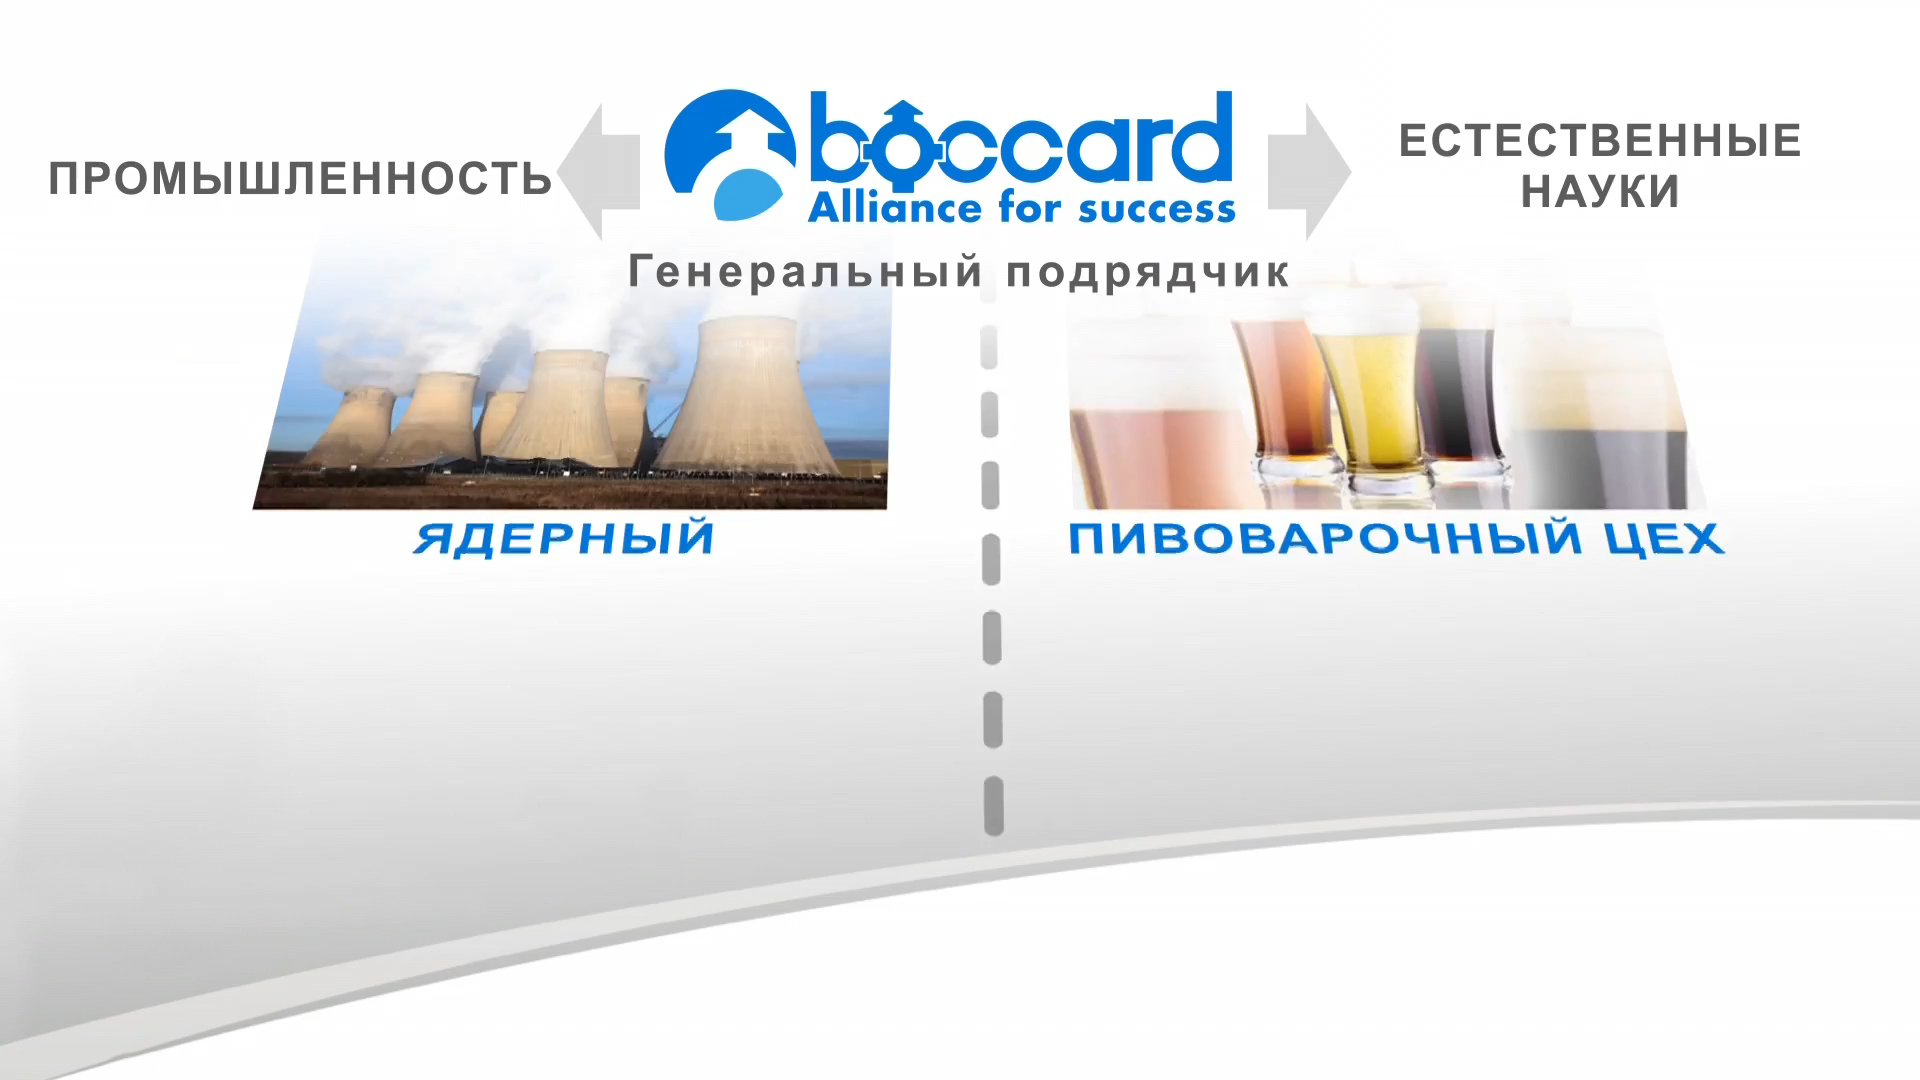 ПРОМЫШЛЕННОСТЬ
boccard
Alliance for success
Генеральный подрядчик
ЕСТЕСТВЕННЫЕ
НАУКИ
ЯДЕРНЫЙ
ПИВОВАРОЧНЫЙ ЦЕХ